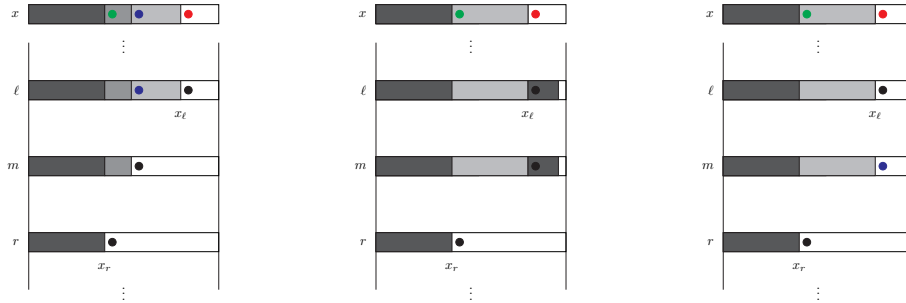 x x x
⋮ ⋮ ⋮
ℓ ℓ ℓ
x_ℓ x_ℓ x_ℓ
m m m
r r r
x_r x_r x_r
⋮ ⋮ ⋮